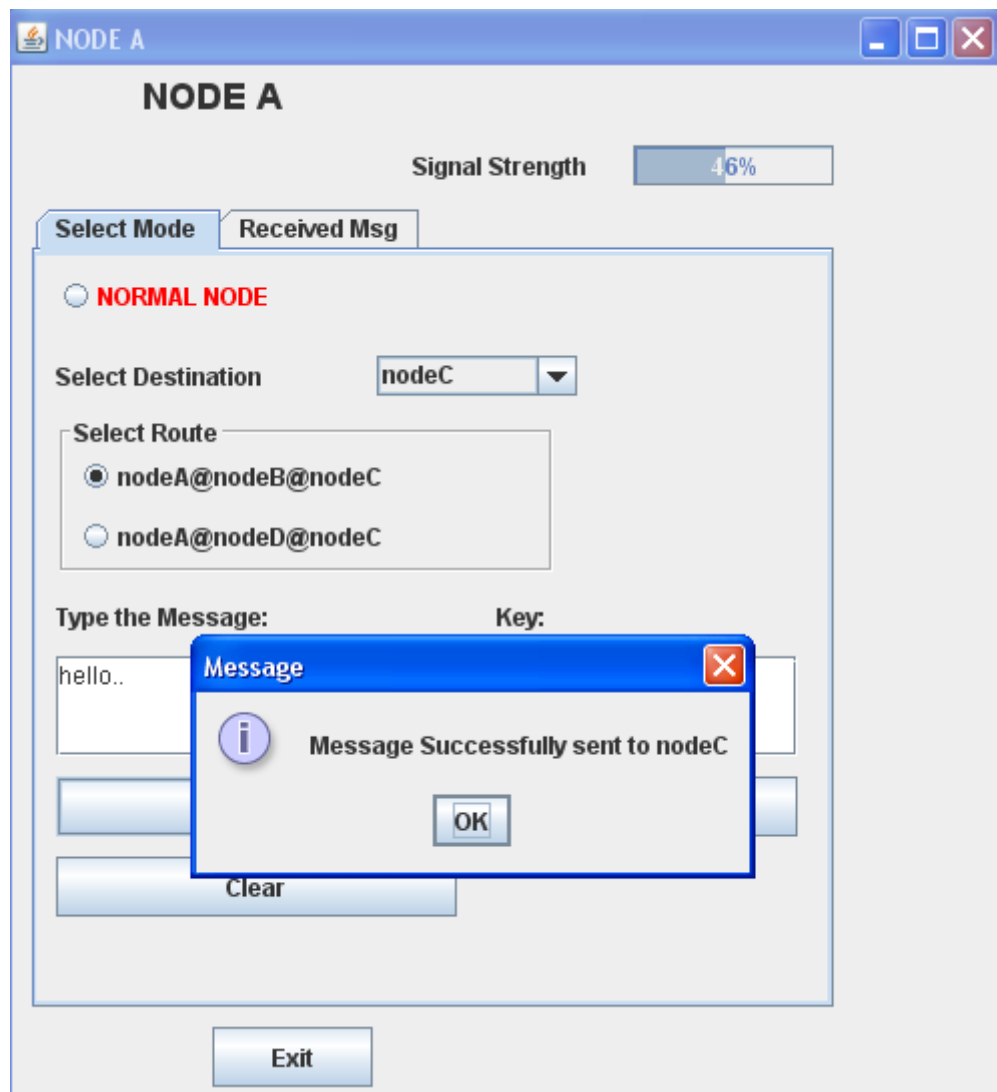 NODE A
NODE A
Signal Strength 46%
Select Mode Received Msg
NORMAL NODE
Select Destination nodeC
Select Route
nodeA@nodeB@nodeC
nodeA@nodeD@nodeC
Type the Message: Key:
hello..
Message
Message Successfully sent to nodeC
OK
Clear
Exit